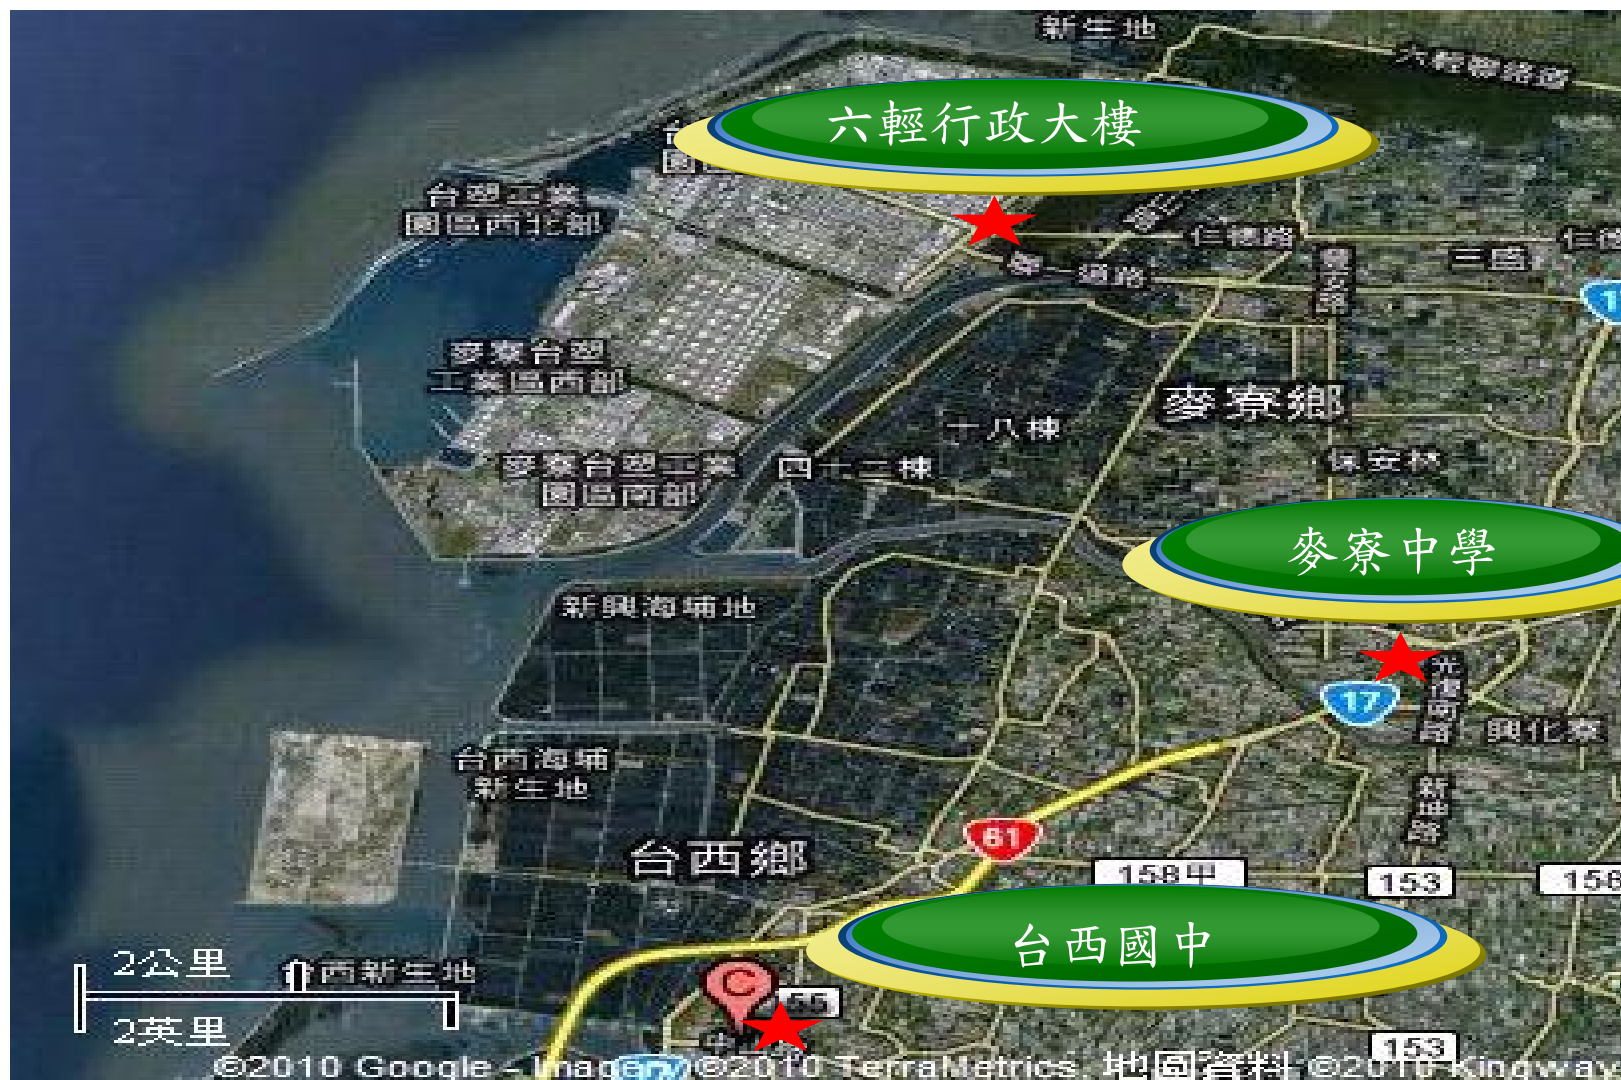 新生地
六輕聯絡道
六輕行政大樓
台塑工業
園區西北部
仁德路
三盛
第一道路
1
麥寮台塑
工業區西部
麥寮鄉
十八棟
保安林
麥寮台塑工業
園區南部
四十二棟
麥寮中學
新興海埔地
光復南路
17
興化寮
台西海埔
新生地
新坤路
61
台西鄉
158甲
153
158
台西國中
2公里
台西新生地
C
155
2英里
153
©2010 Google - Imagery ©2010 TerraMetrics, 地圖資料 ©2010 Kingway